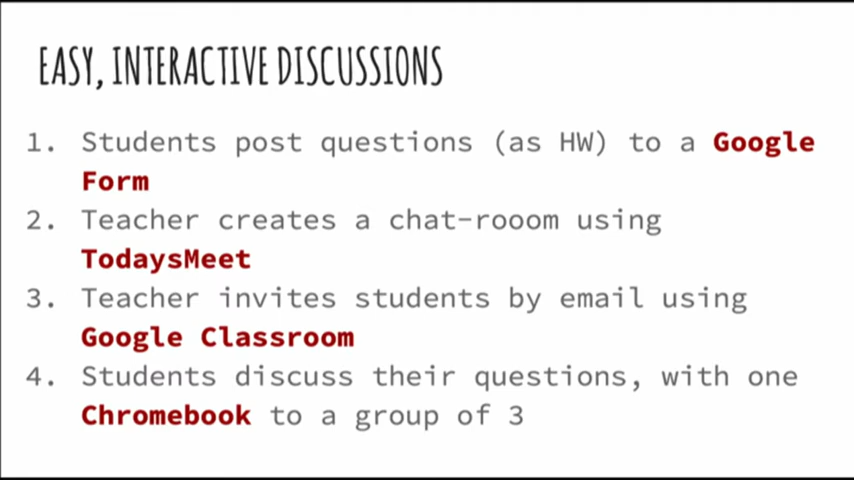 EASY, INTERACTIVE DISCUSSIONS
1. Students post questions (as HW) to a Google
Form
2. Teacher creates a chat-rooom using
TodaysMeet
3. Teacher invites students by email using
Google Classroom
4. Students discuss their questions, with one
Chromebook to a group of 3